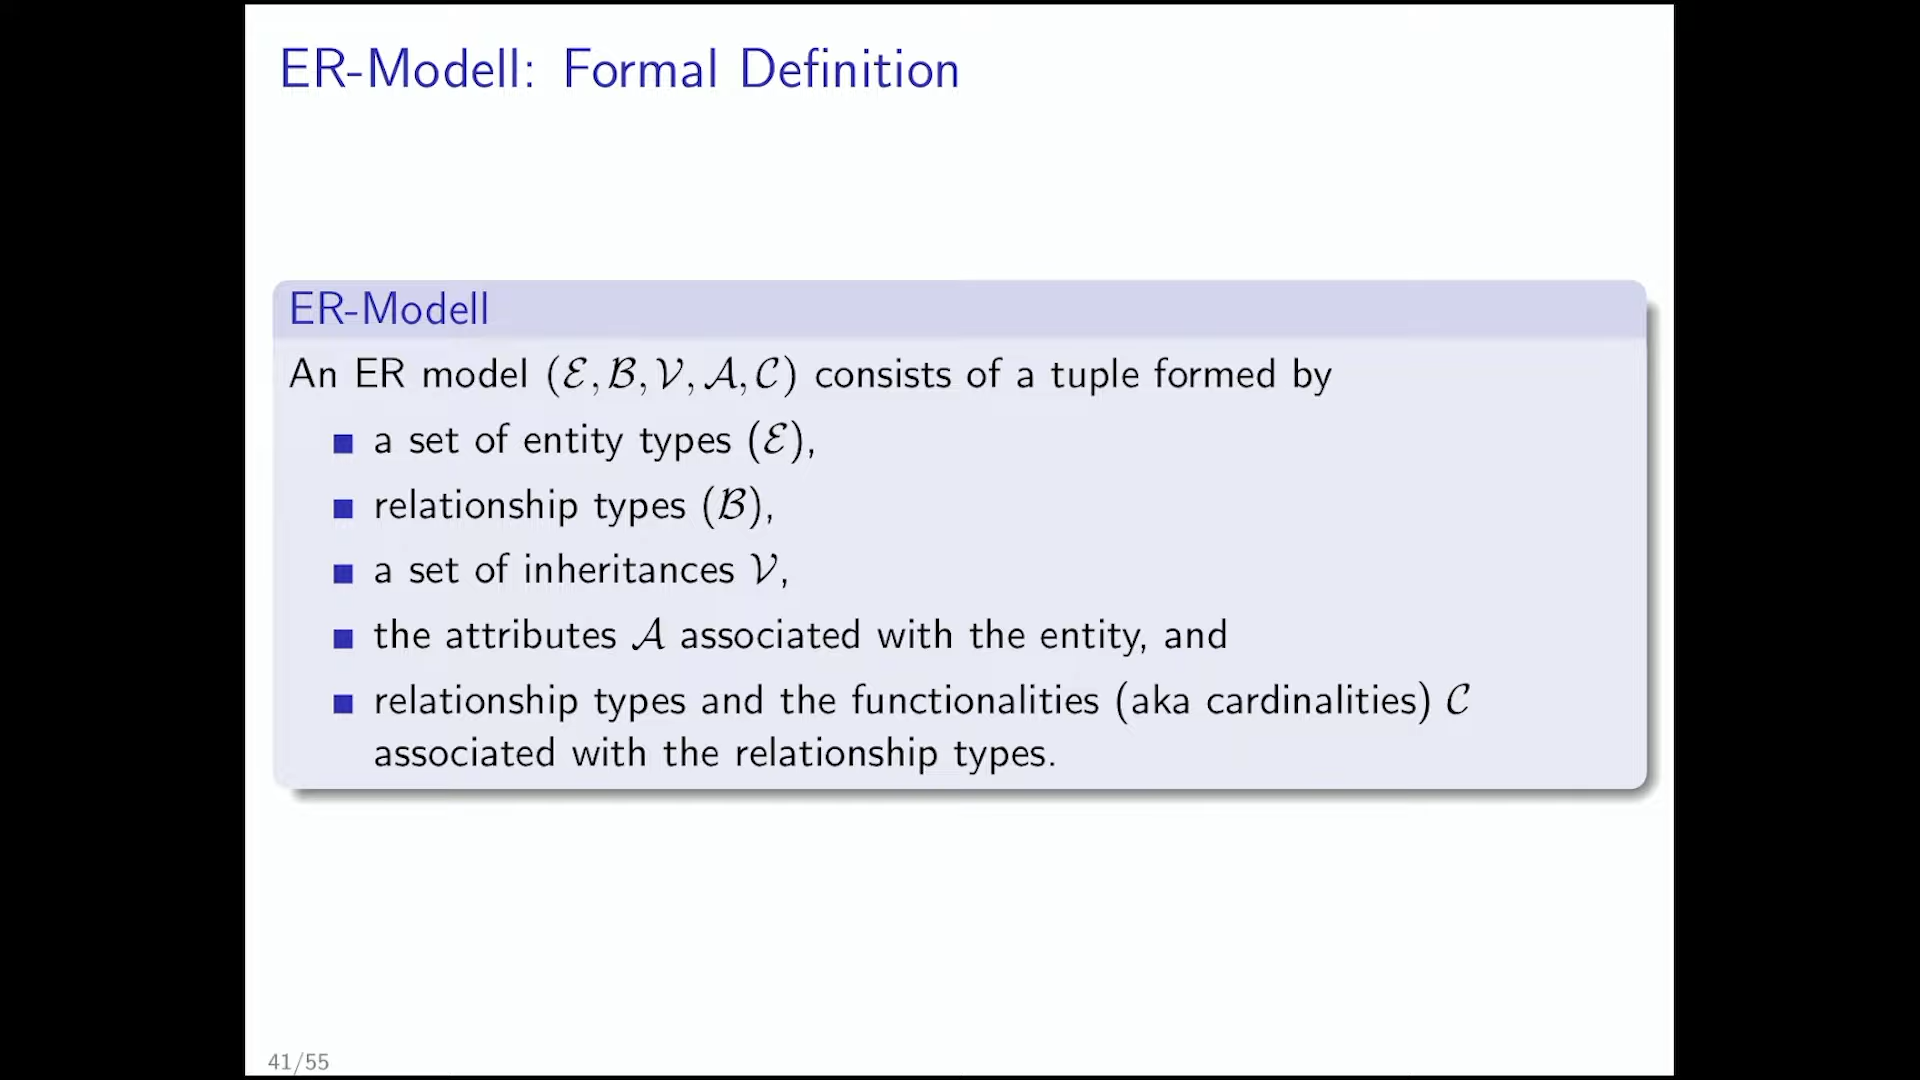 ER-Modell: Formal Definition
ER-Modell
An ER model (ℰ, ℬ, 𝒱, 𝒜, 𝒞) consists of a tuple formed by
■ a set of entity types (ℰ),
■ relationship types (ℬ),
■ a set of inheritances 𝒱,
■ the attributes 𝒜 associated with the entity, and
■ relationship types and the functionalities (aka cardinalities) 𝒞
associated with the relationship types.
41/55